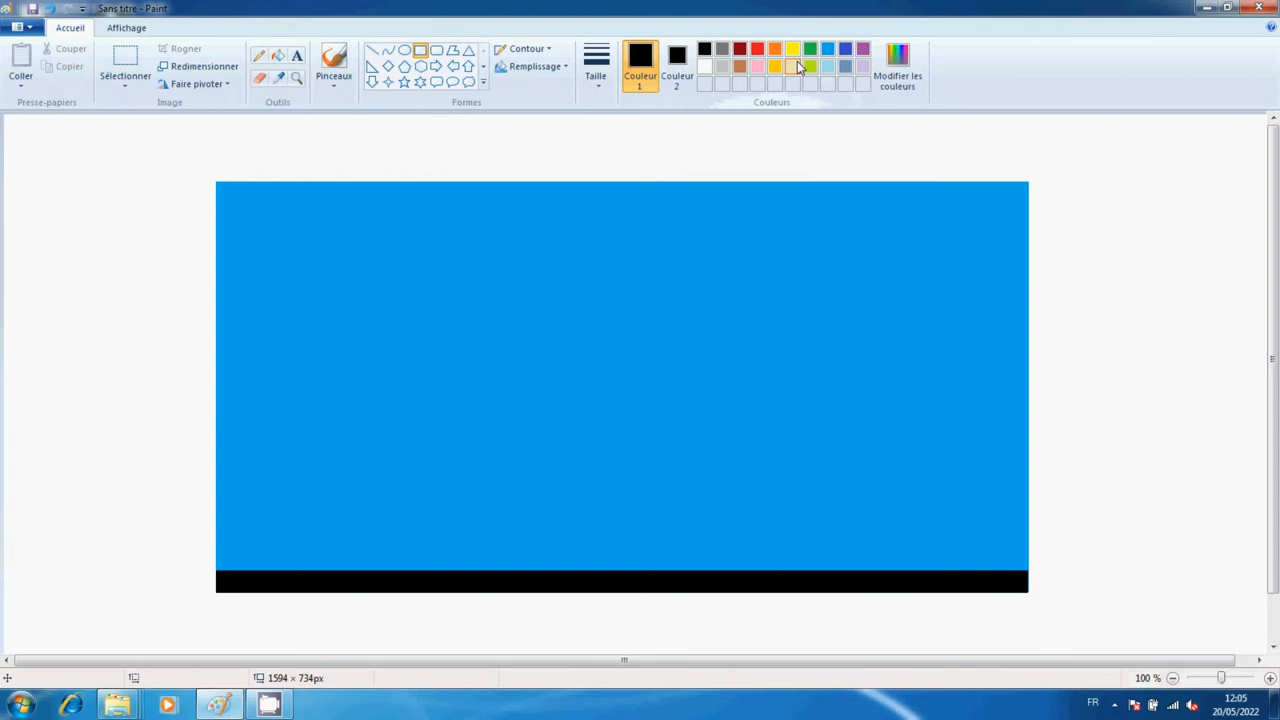 Sans titre - Paint
Accueil
Affichage
Coller
Couper
Copier
Presse-papiers
Sélectionner
Rogner
Redimensionner
Faire pivoter
Image
A
Outils
Pinceaux
Formes
Contour
Remplissage
Taille
Couleur
1
Couleur
2
Couleurs
Modifier les
couleurs
1594 × 734px
100 %
FR
12:05
20/05/2022